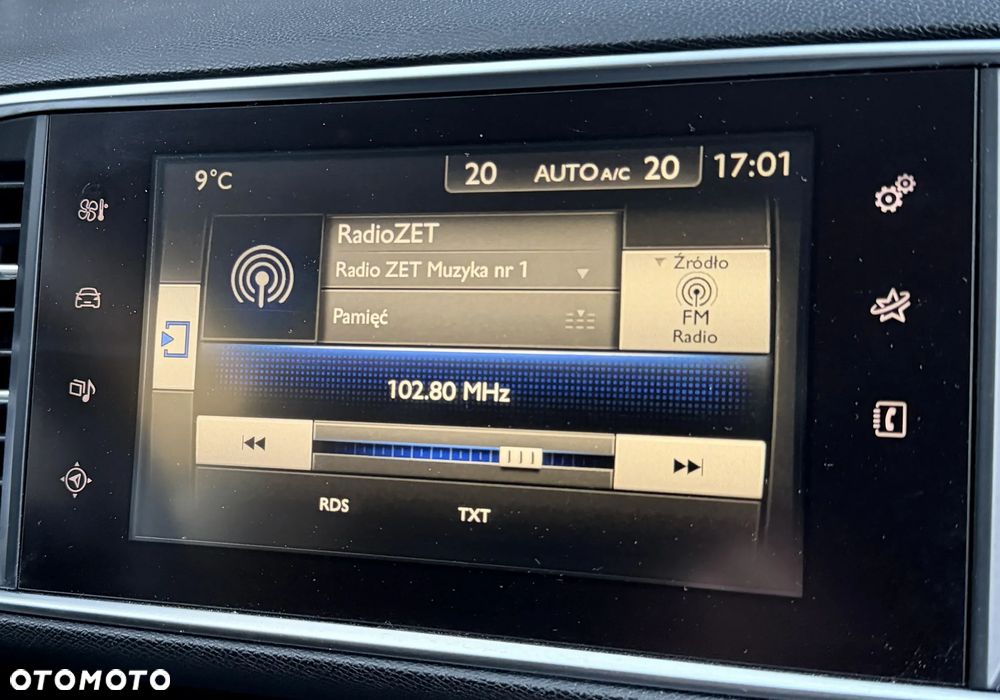 9°C
20 AUTO A/C 20 17:01
RadioZET
Radio ZET Muzyka nr 1
Pamięć
Źródło
FM
Radio
102.80 MHz
RDS TXT
OTOMOTO